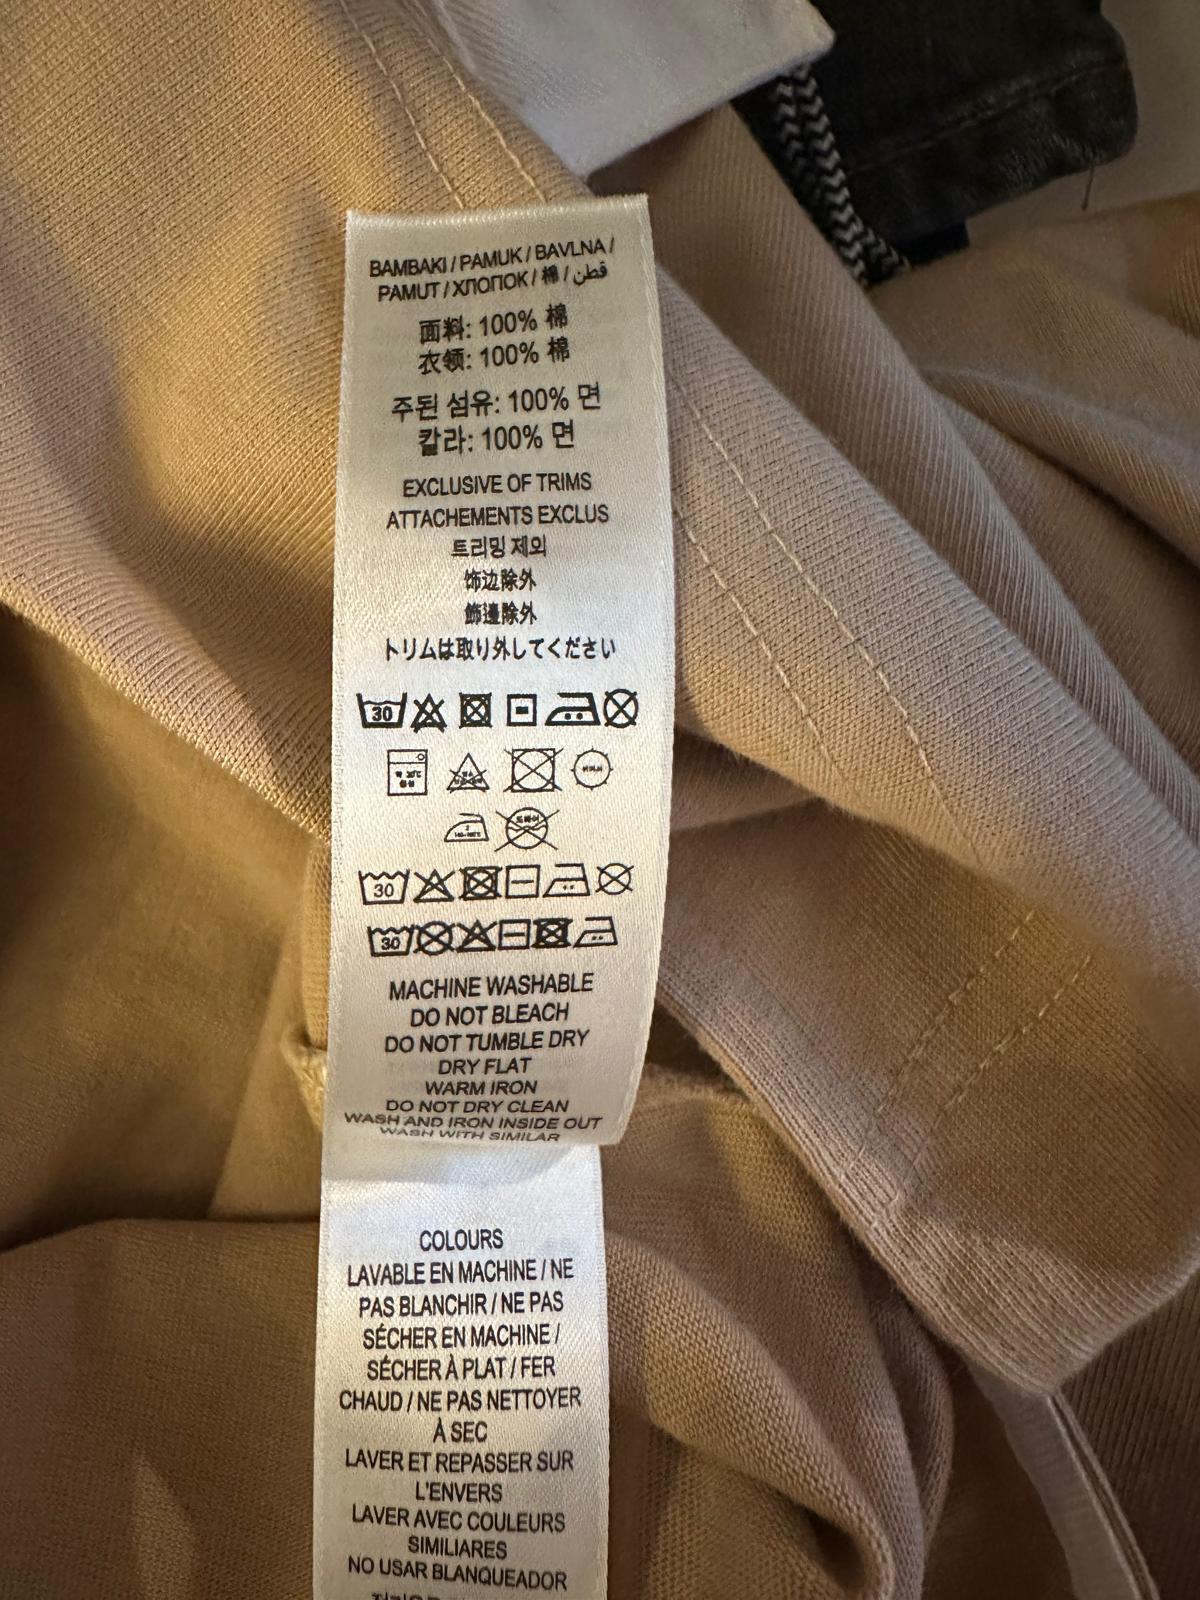 BAMBAKI / PAMUK / BAVLNA /
PAMUT / ХЛОПОК / 棉 / قطن
面料: 100% 棉
衣领: 100% 棉
주된 섬유: 100% 면
칼라: 100% 면
EXCLUSIVE OF TRIMS
ATTACHEMENTS EXCLUS
트리밍 제외
饰边除外
飾邊除外
トリムは取り外してください
30
30
30
MACHINE WASHABLE
DO NOT BLEACH
DO NOT TUMBLE DRY
DRY FLAT
WARM IRON
DO NOT DRY CLEAN
WASH AND IRON INSIDE OUT
WASH WITH SIMILAR
COLOURS
LAVABLE EN MACHINE / NE
PAS BLANCHIR / NE PAS
SÉCHER EN MACHINE /
SÉCHER À PLAT / FER
CHAUD / NE PAS NETTOYER
À SEC
LAVER ET REPASSER SUR
L'ENVERS
LAVER AVEC COULEURS
SIMILIARES
NO USAR BLANQUEADOR